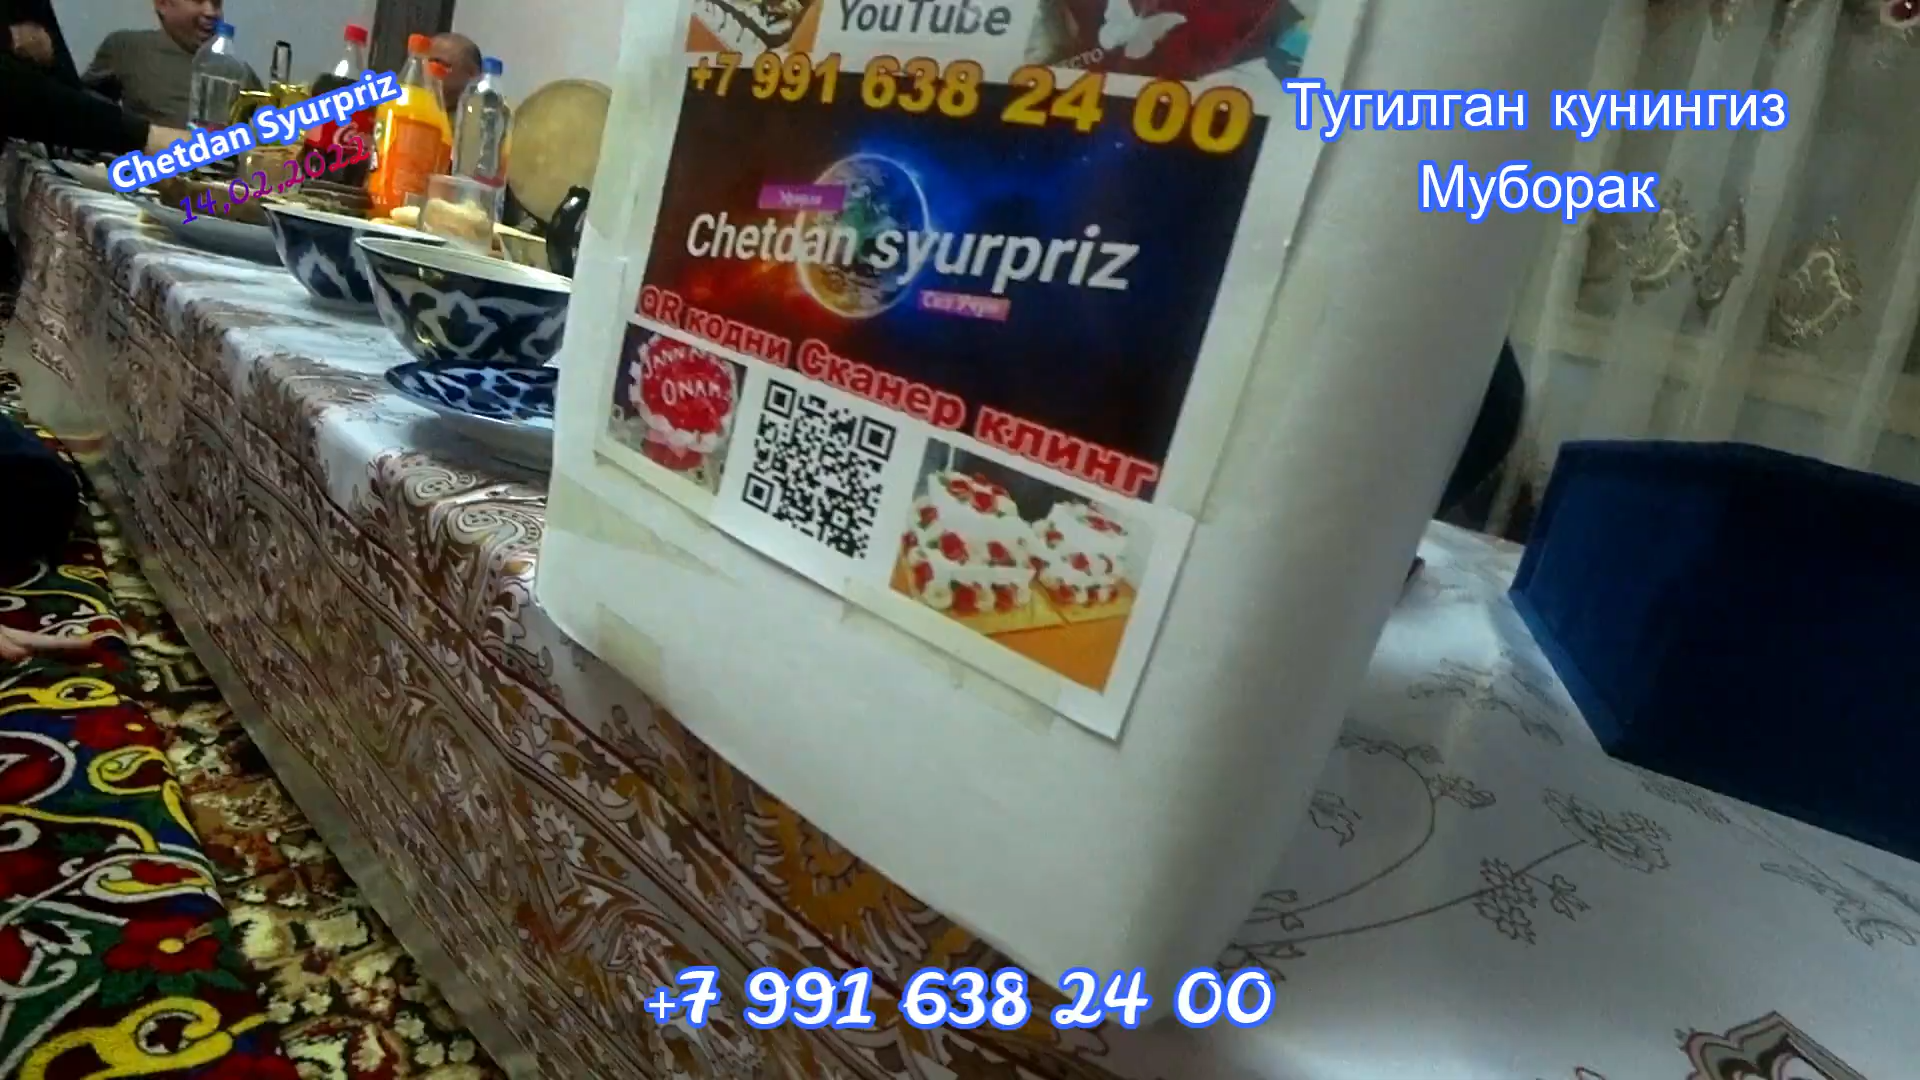 YouTube
+7 991 638 24 00
Chetdan syurpriz
QR кодни Сканер клинг
ONAM
Chetdan Syurpriz
14,02,2022
Тугилган кунингиз
Муборак
+7 991 638 24 00